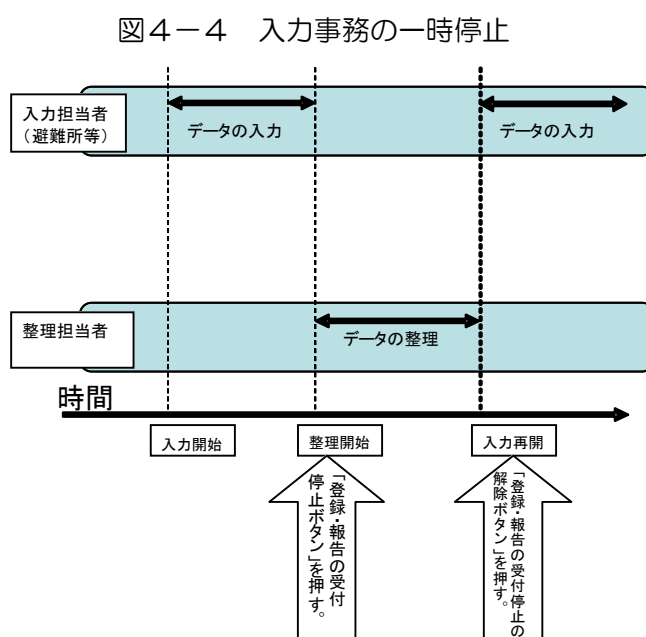 図4-4 入力事務の一時停止
入力担当者
(避難所等)
データの入力
データの入力
整理担当者
データの整理
時間
入力開始
整理開始
入力再開
「登録・報告の受付
停止ボタン」を押す。
「登録・報告の受付停止の
解除ボタン」を押す。